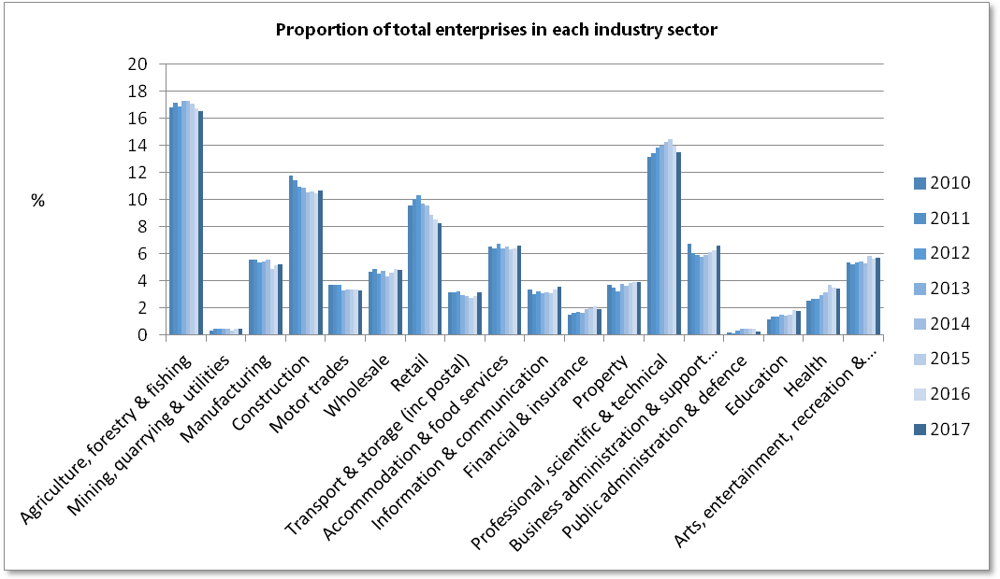 Proportion of total enterprises in each industry sector
%
20
18
16
14
12
10
8
6
4
2
0
Agriculture, forestry & fishing
Mining, quarrying & utilities
Manufacturing
Construction
Motor trades
Wholesale
Retail
Transport & storage (inc postal)
Accommodation & food services
Information & communication
Financial & insurance
Property
Professional, scientific & technical
Business administration & support...
Public administration & defence
Education
Health
Arts, entertainment, recreation &...
2010
2011
2012
2013
2014
2015
2016
2017